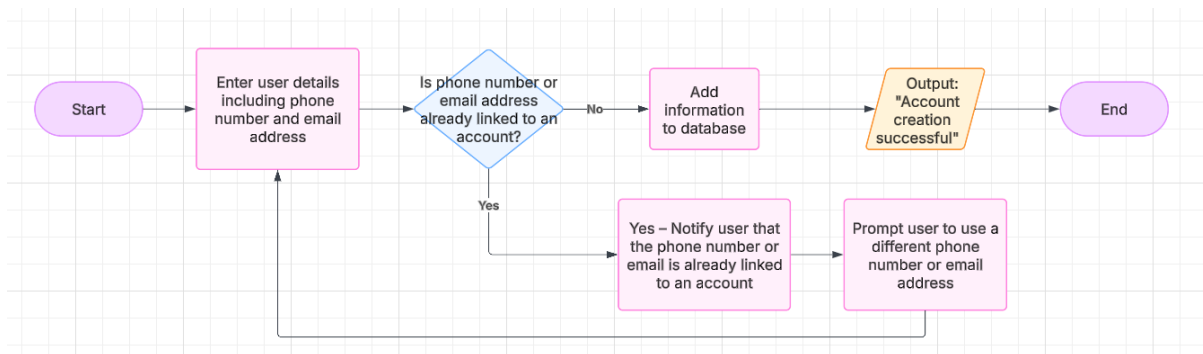 Start
Enter user details
including phone
number and email
address
Is phone number or
email address
already linked to an
account?
No
Add
information
to database
Output:
"Account
creation
successful"
End
Yes
Yes – Notify user that
the phone number or
email is already linked
to an account
Prompt user to use a
different phone
number or email
address